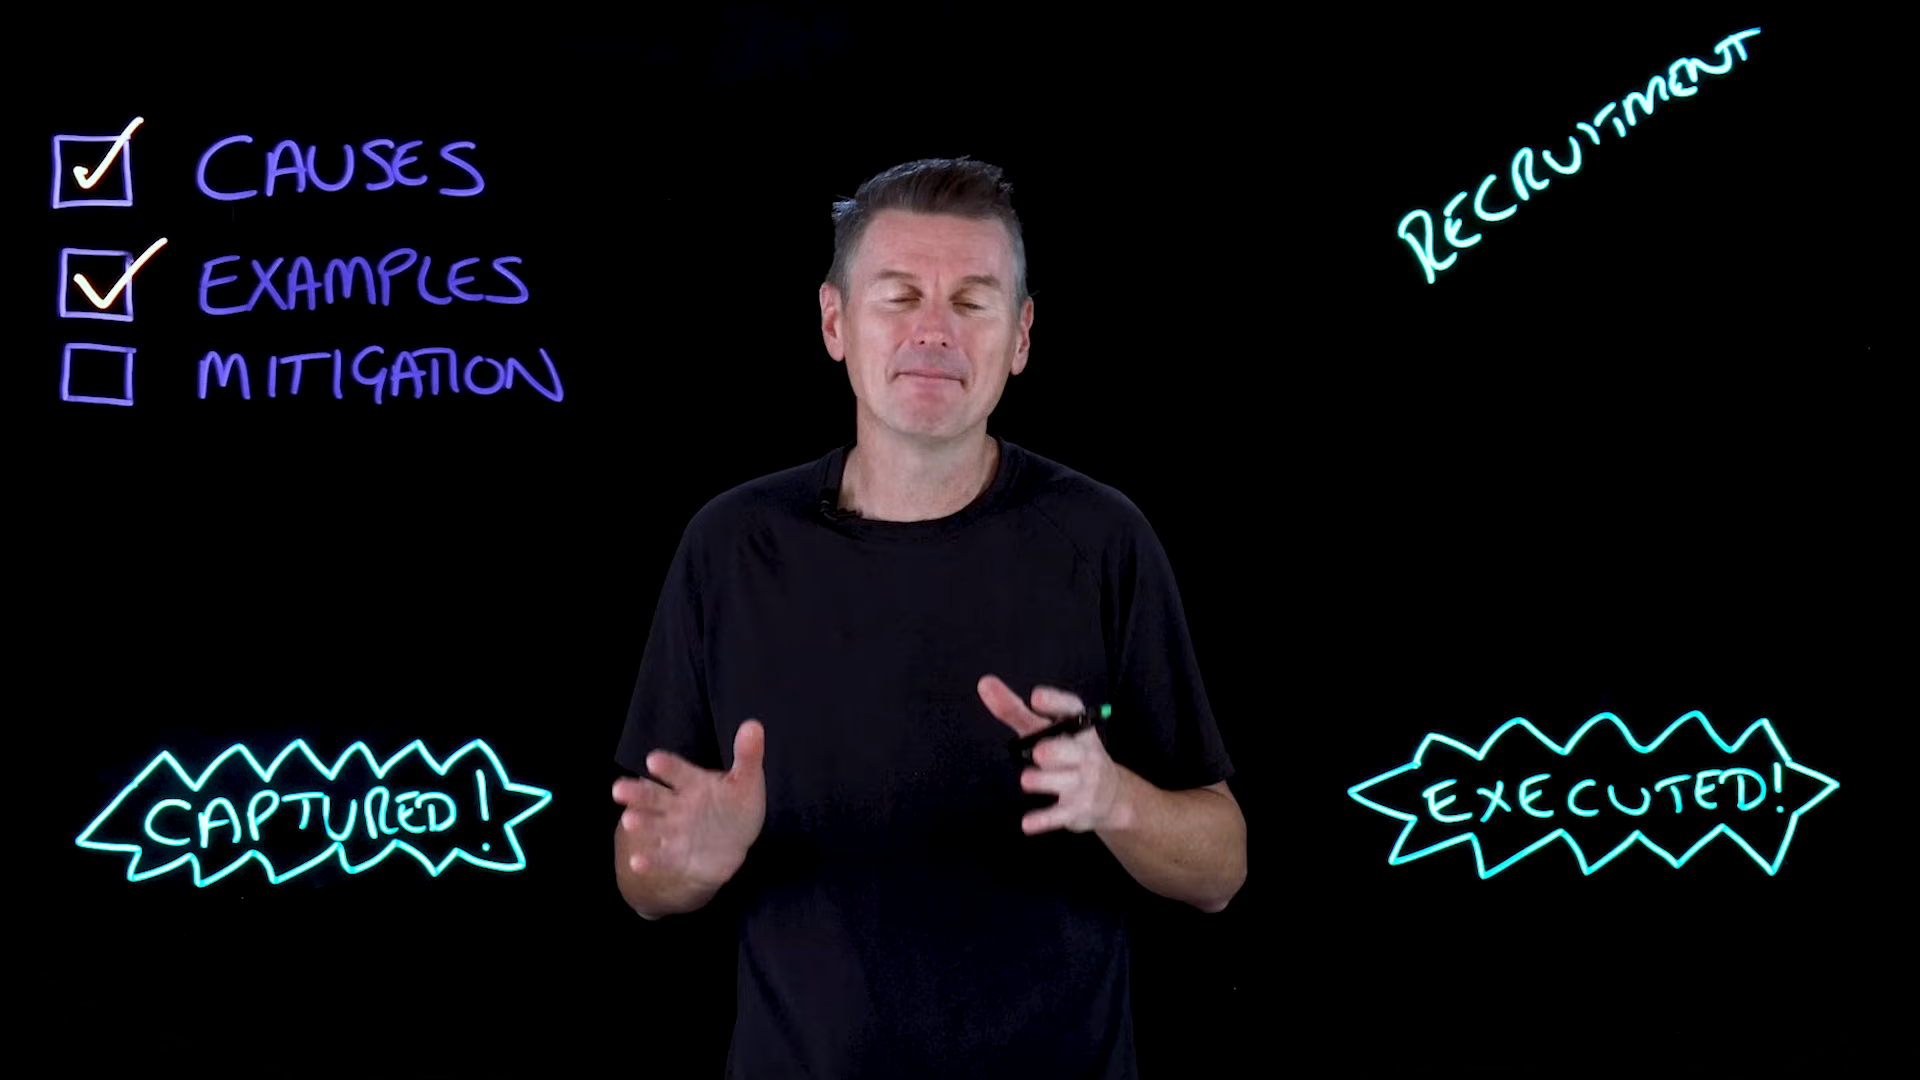 CAUSES
EXAMPLES
MITIGATION
RECRUITMENT
CAPTURED!
EXECUTED!